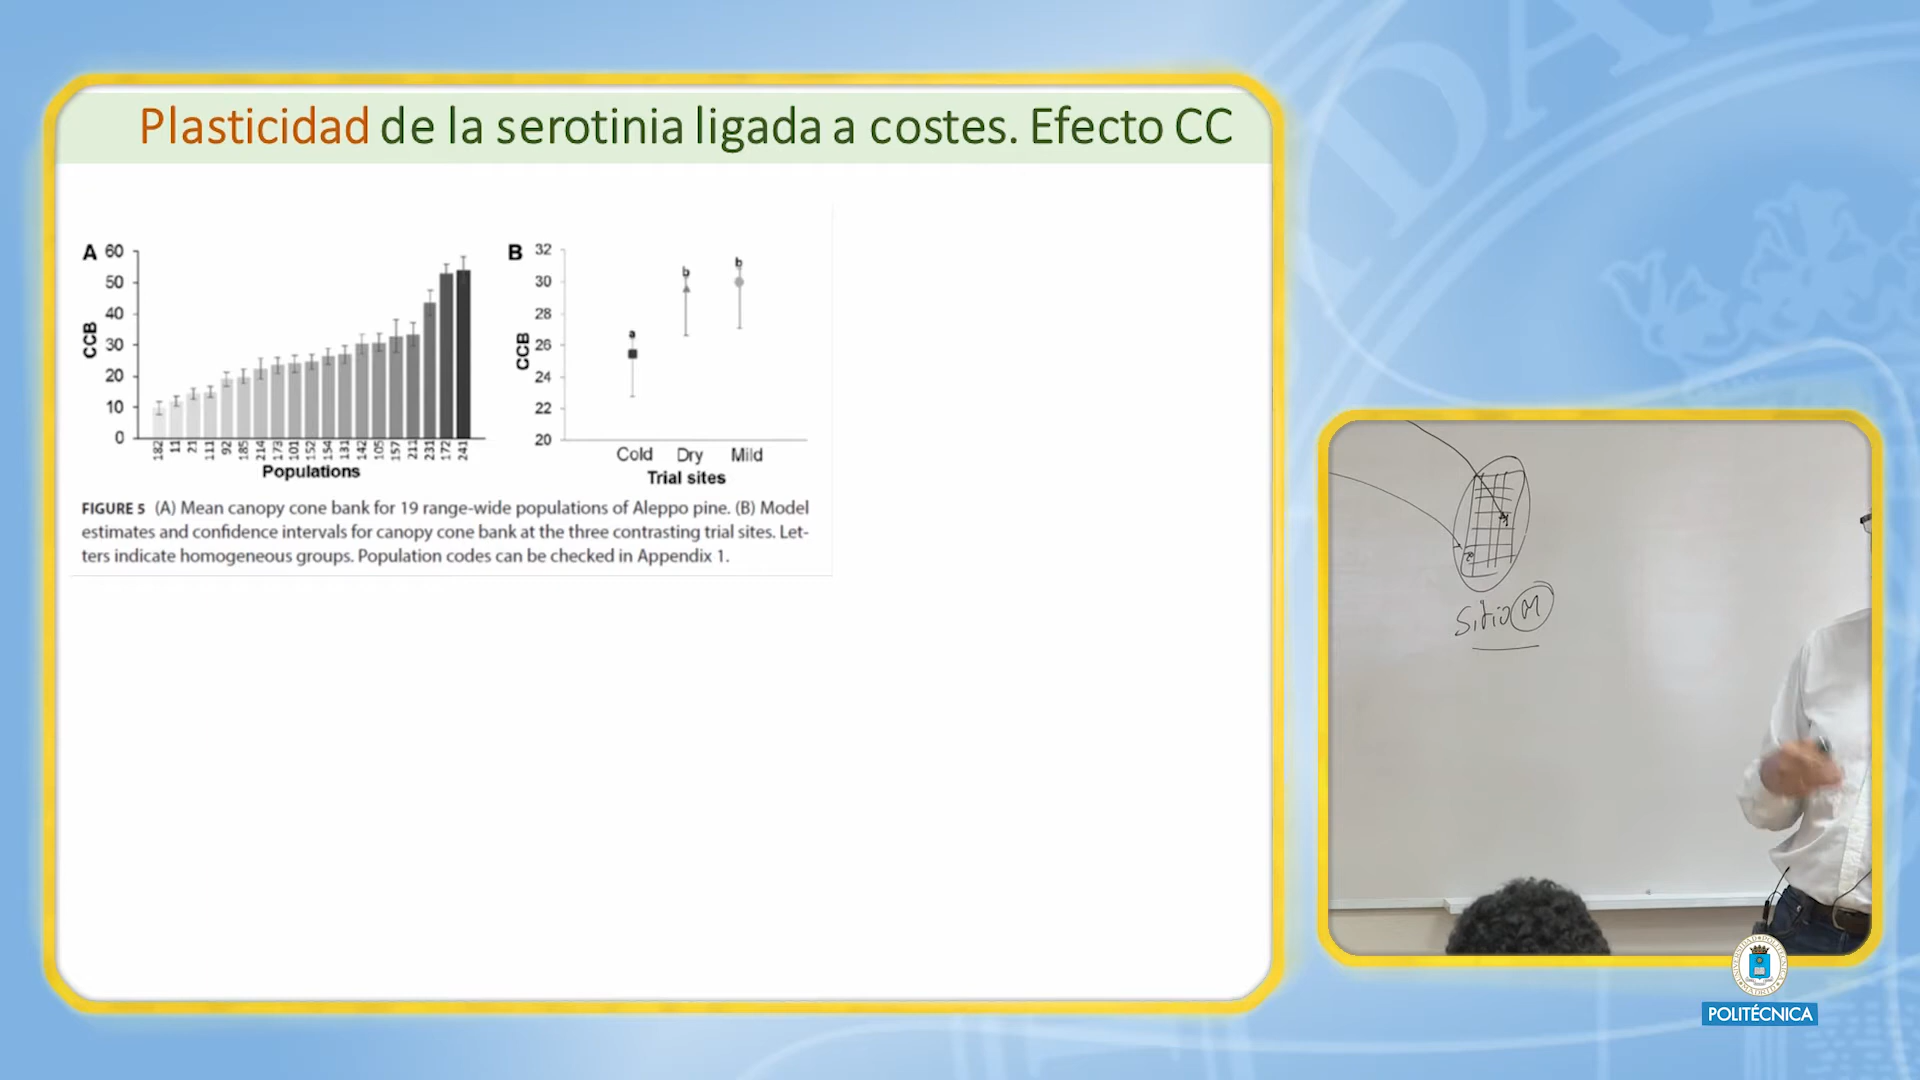 Plasticidad de la serotinia ligada a costes. Efecto CC
A
60
50
40
30
20
10
0
CCB
182 11 21 111 92 185 214 173 101 152 154 131 142 105 157 211 231 172 241
Populations
B
32
30
28
26
24
22
20
CCB
a
b
b
Cold Dry Mild
Trial sites
FIGURE 5 (A) Mean canopy cone bank for 19 range-wide populations of Aleppo pine. (B) Model
estimates and confidence intervals for canopy cone bank at the three contrasting trial sites. Let-
ters indicate homogeneous groups. Population codes can be checked in Appendix 1.
Sitio M
POLITÉCNICA